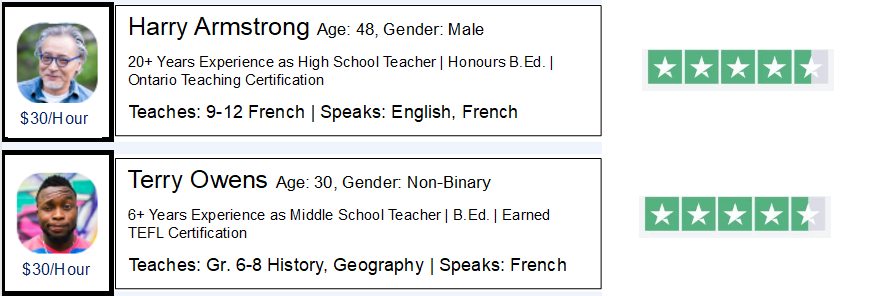 Harry Armstrong Age: 48, Gender: Male
20+ Years Experience as High School Teacher | Honours B.Ed. |
Ontario Teaching Certification
$30/Hour
Teaches: 9-12 French | Speaks: English, French
Terry Owens Age: 30, Gender: Non-Binary
6+ Years Experience as Middle School Teacher | B.Ed. | Earned
TEFL Certification
$30/Hour
Teaches: Gr. 6-8 History, Geography | Speaks: French